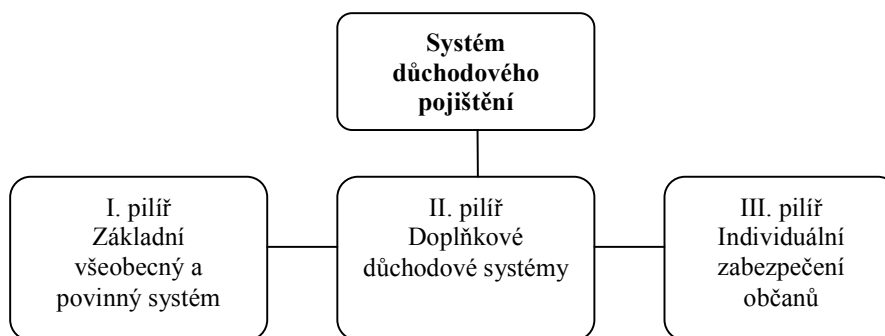 Systém
důchodového
pojištění
I. pilíř
Základní
všeobecný a
povinný systém
II. pilíř
Doplňkové
důchodové systémy
III. pilíř
Individuální
zabezpečení
občanů